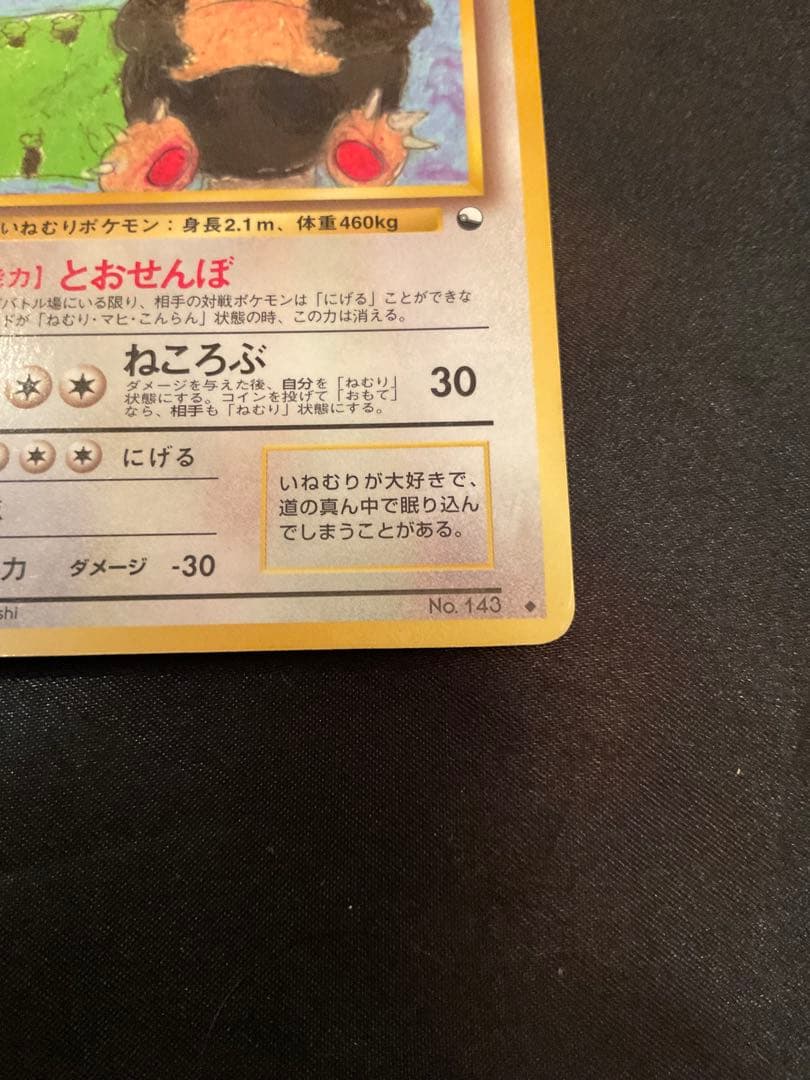 いねむりポケモン：身長2.1m、体重460kg
力】とおせんぼ
バトル場にいる限り、相手の対戦ポケモンは「にげる」ことができな
ドが「ねむり・マヒ・こんらん」状態の時、この力は消える。
ねころぶ
ダメージを与えた後、自分を「ねむり」
状態にする。コインを投げて「おもて」
なら、相手も「ねむり」状態にする。
30
にげる
いねむりが大好きで、
道の真ん中で眠り込ん
でしまうことがある。
力 ダメージ -30
shi
No. 143